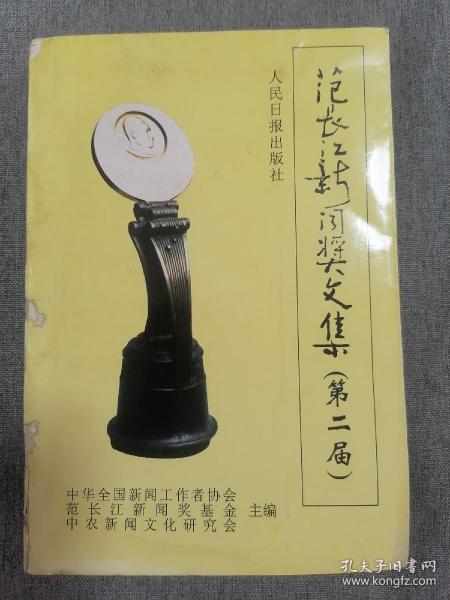 范长江新闻奖文集(第二届)
人民日报出版社
中华全国新闻工作者协会
范长江新闻奖基金 主编
中农新闻文化研究会
孔夫子旧书网
www.kongfz.com